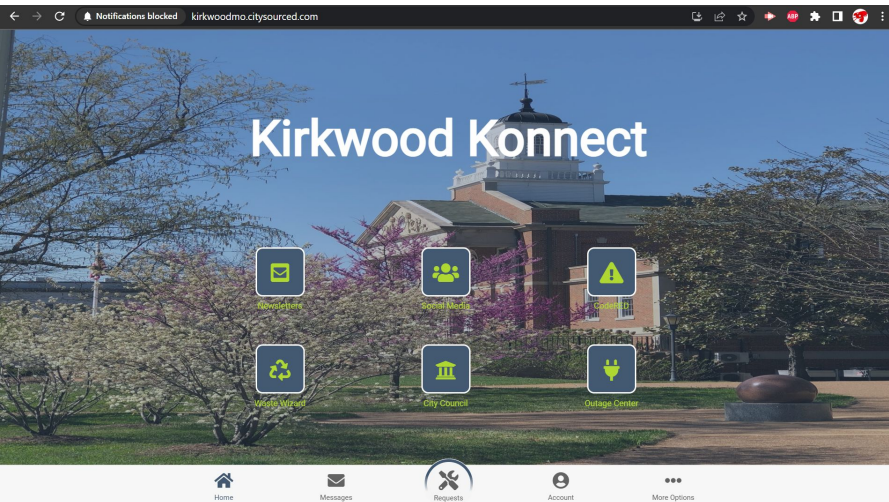 Notifications blocked kirkwoodmo.citysourced.com ABP
Kirkwood Konnect
Newsletters Social Media CodeRED
Waste Wizard City Council Outage Center
Home Messages Requests Account More Options